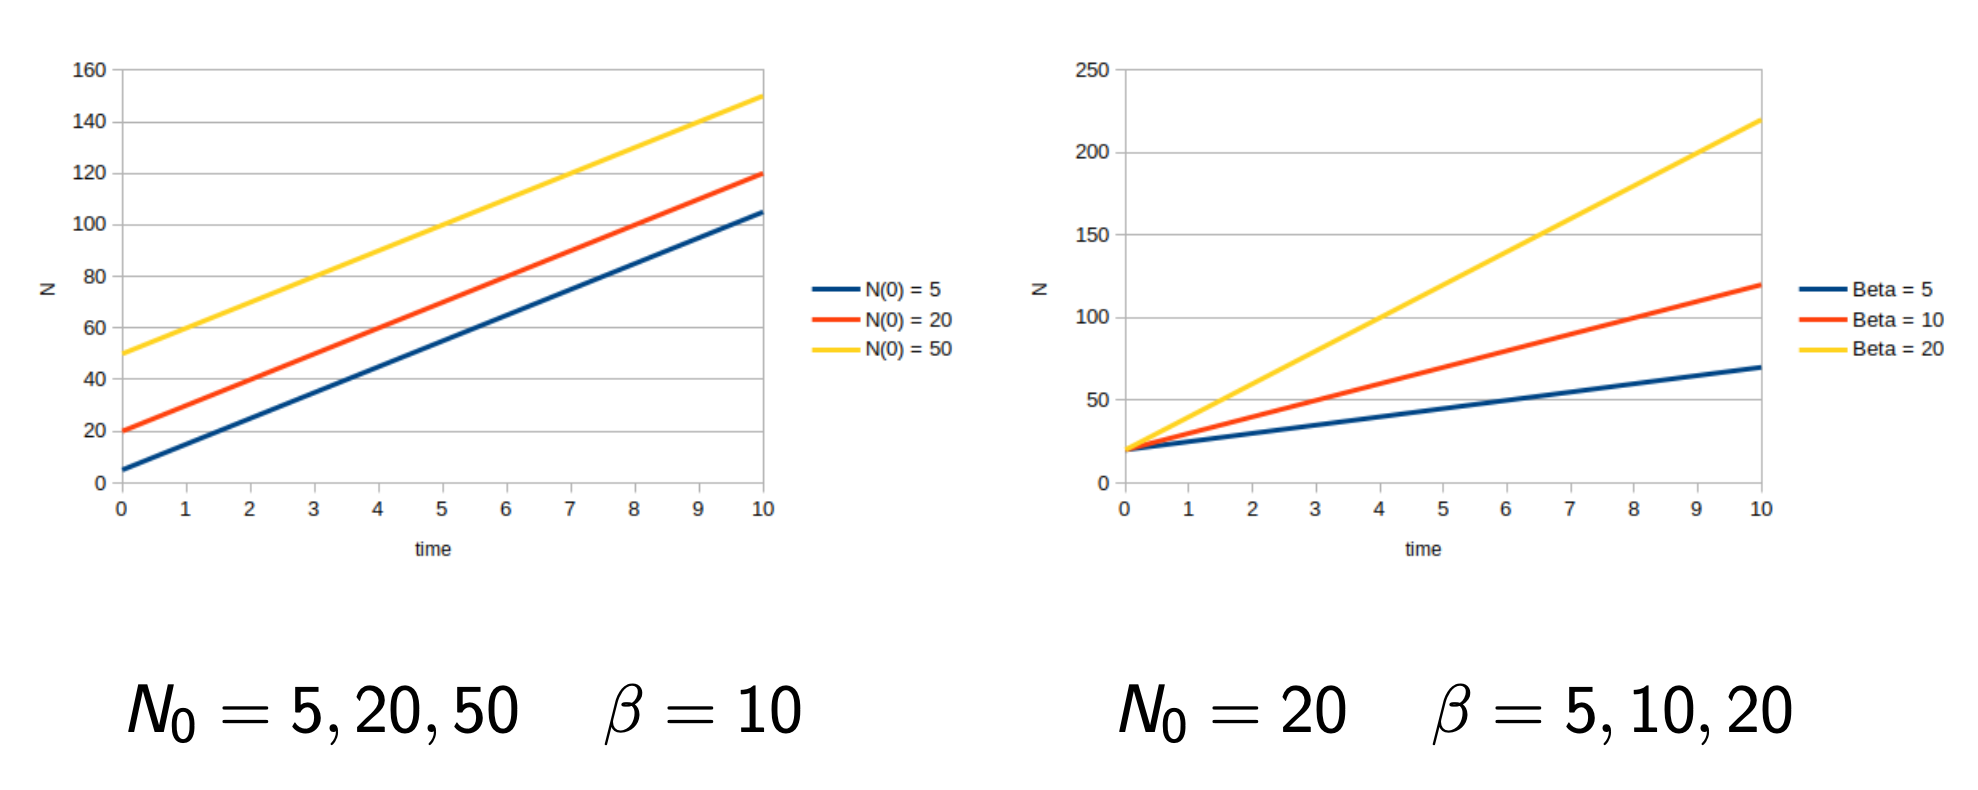 160
140
120
100
80
60
40
20
0
N
0 1 2 3 4 5 6 7 8 9 10
time
N(0) = 5
N(0) = 20
N(0) = 50
250
200
150
100
50
0
N
0 1 2 3 4 5 6 7 8 9 10
time
Beta = 5
Beta = 10
Beta = 20
N₀ = 5, 20, 50 β = 10
N₀ = 20 β = 5, 10, 20